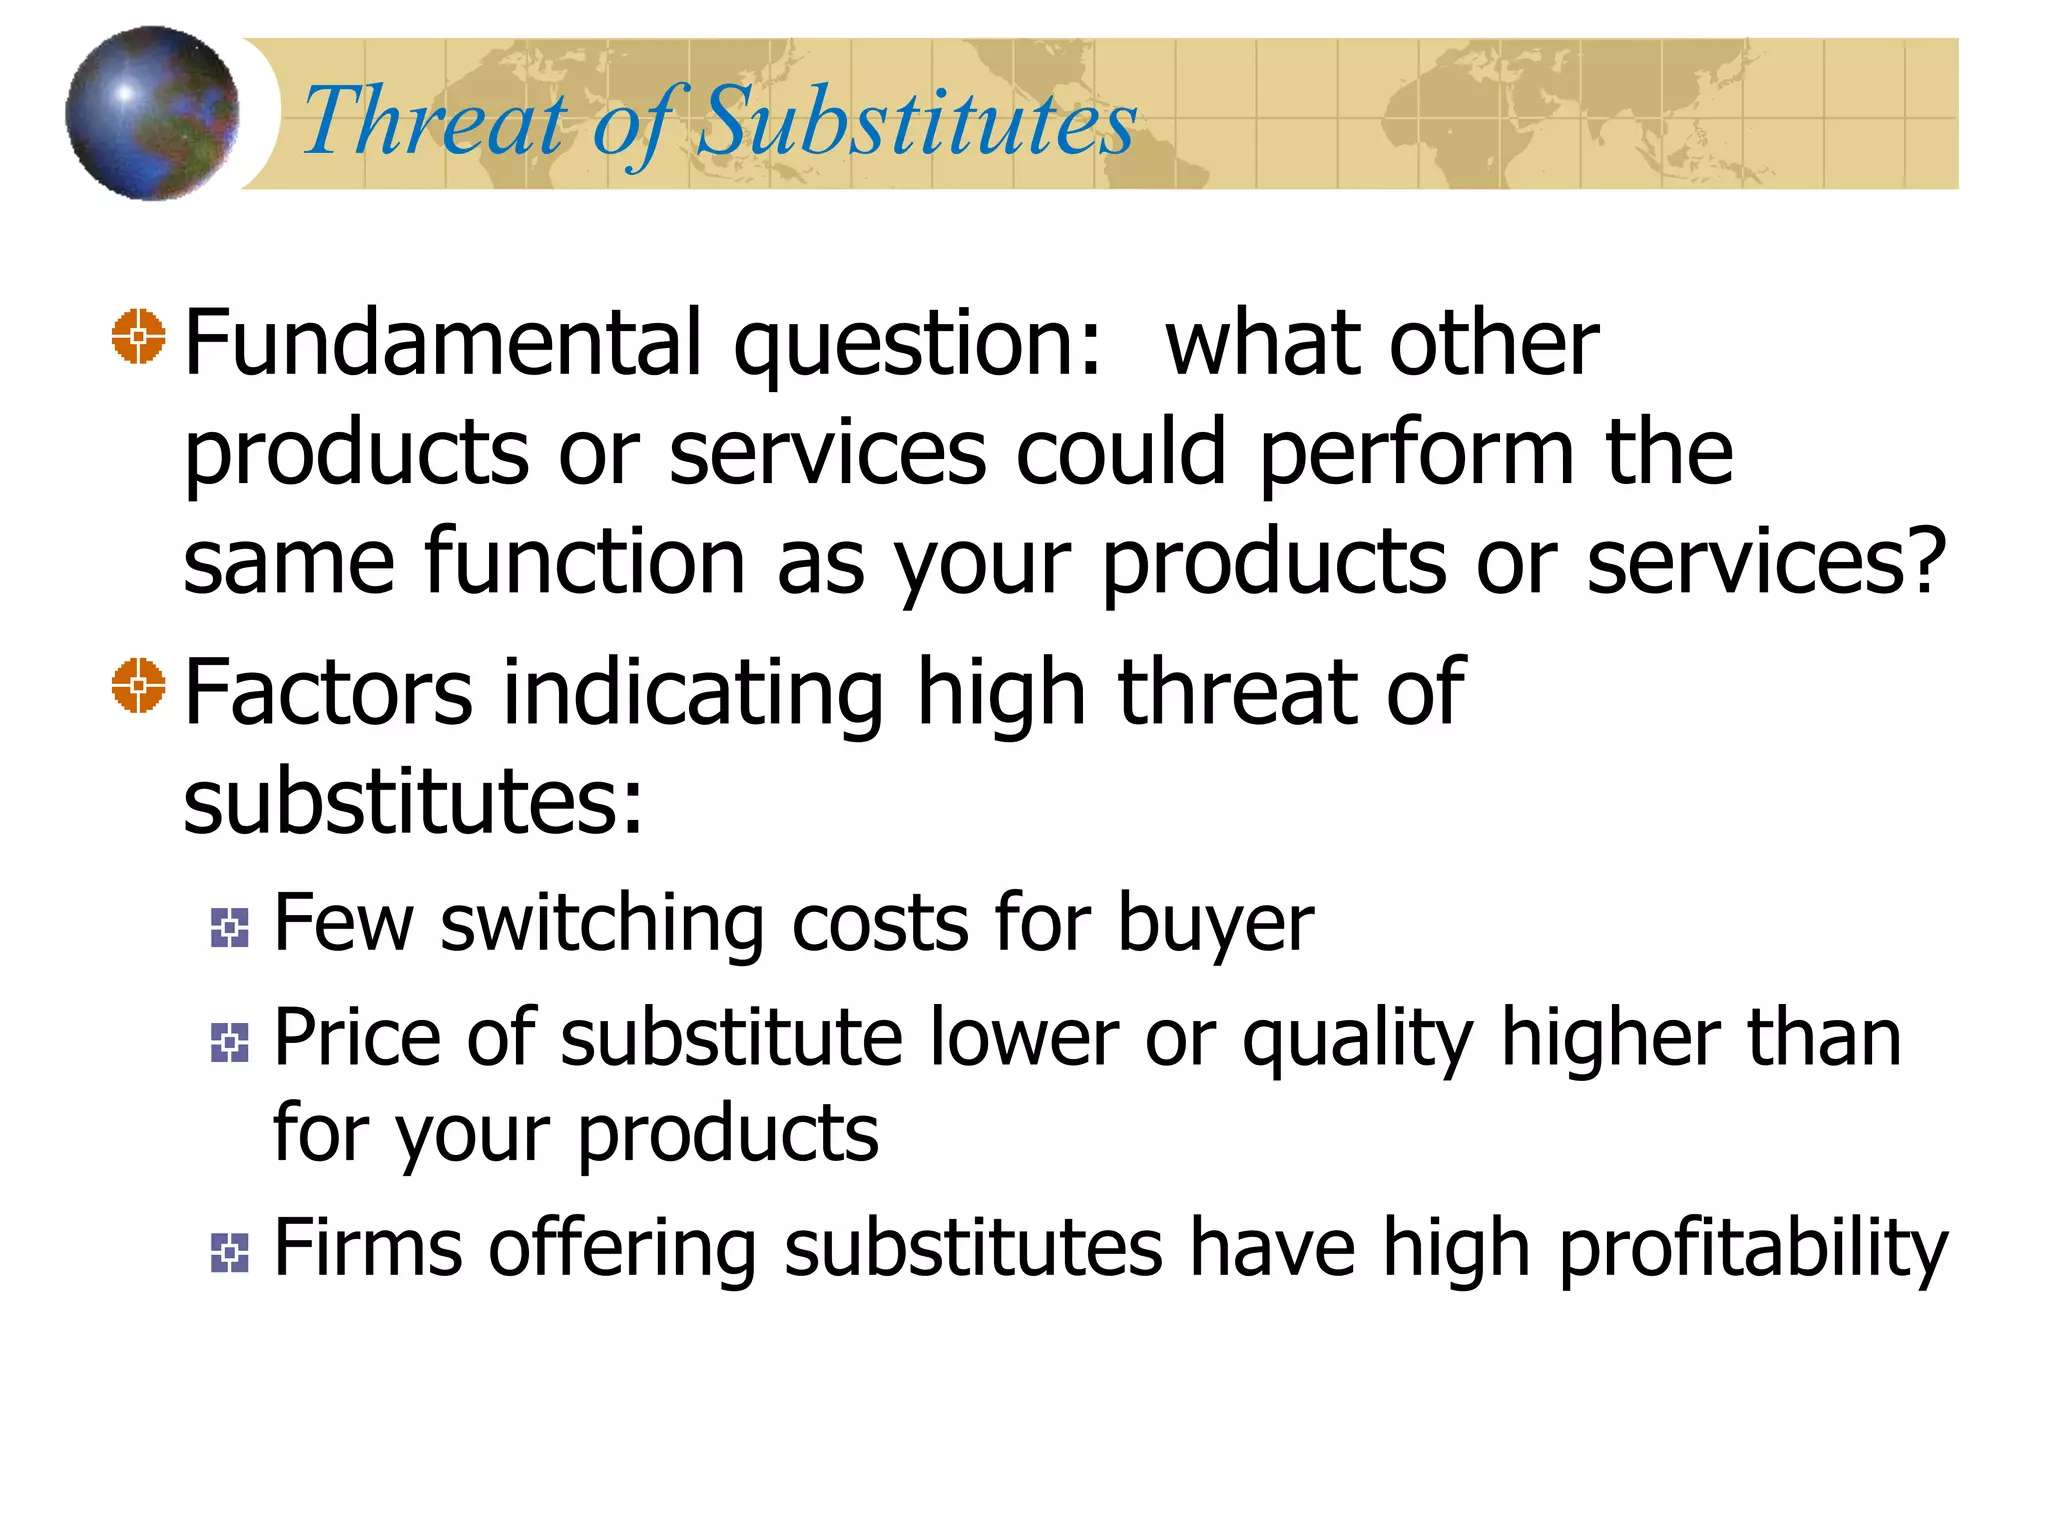 Threat of Substitutes
Fundamental question:  what other
products or services could perform the
same function as your products or services?
Factors indicating high threat of
substitutes:
Few switching costs for buyer
Price of substitute lower or quality higher than
for your products
Firms offering substitutes have high profitability